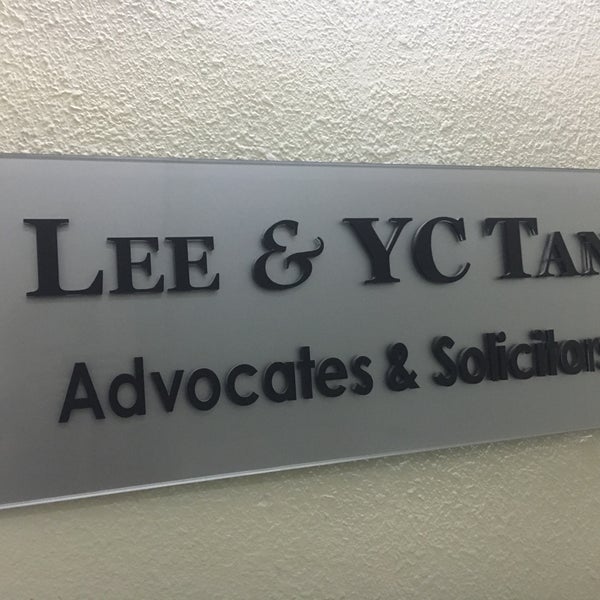 LEE & YC TAN
Advocates & Solicitors